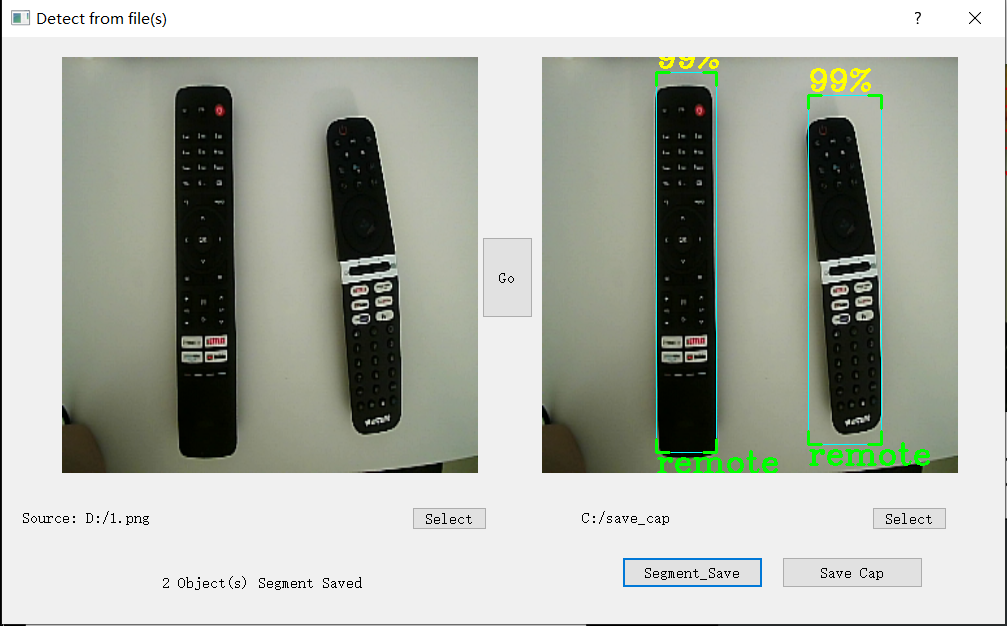 Detect from file(s)
?
99%
99%
Go
remote
remote
Source: D:/1.png
Select
C:/save_cap
Select
2 Object(s) Segment Saved
Segment_Save
Save Cap